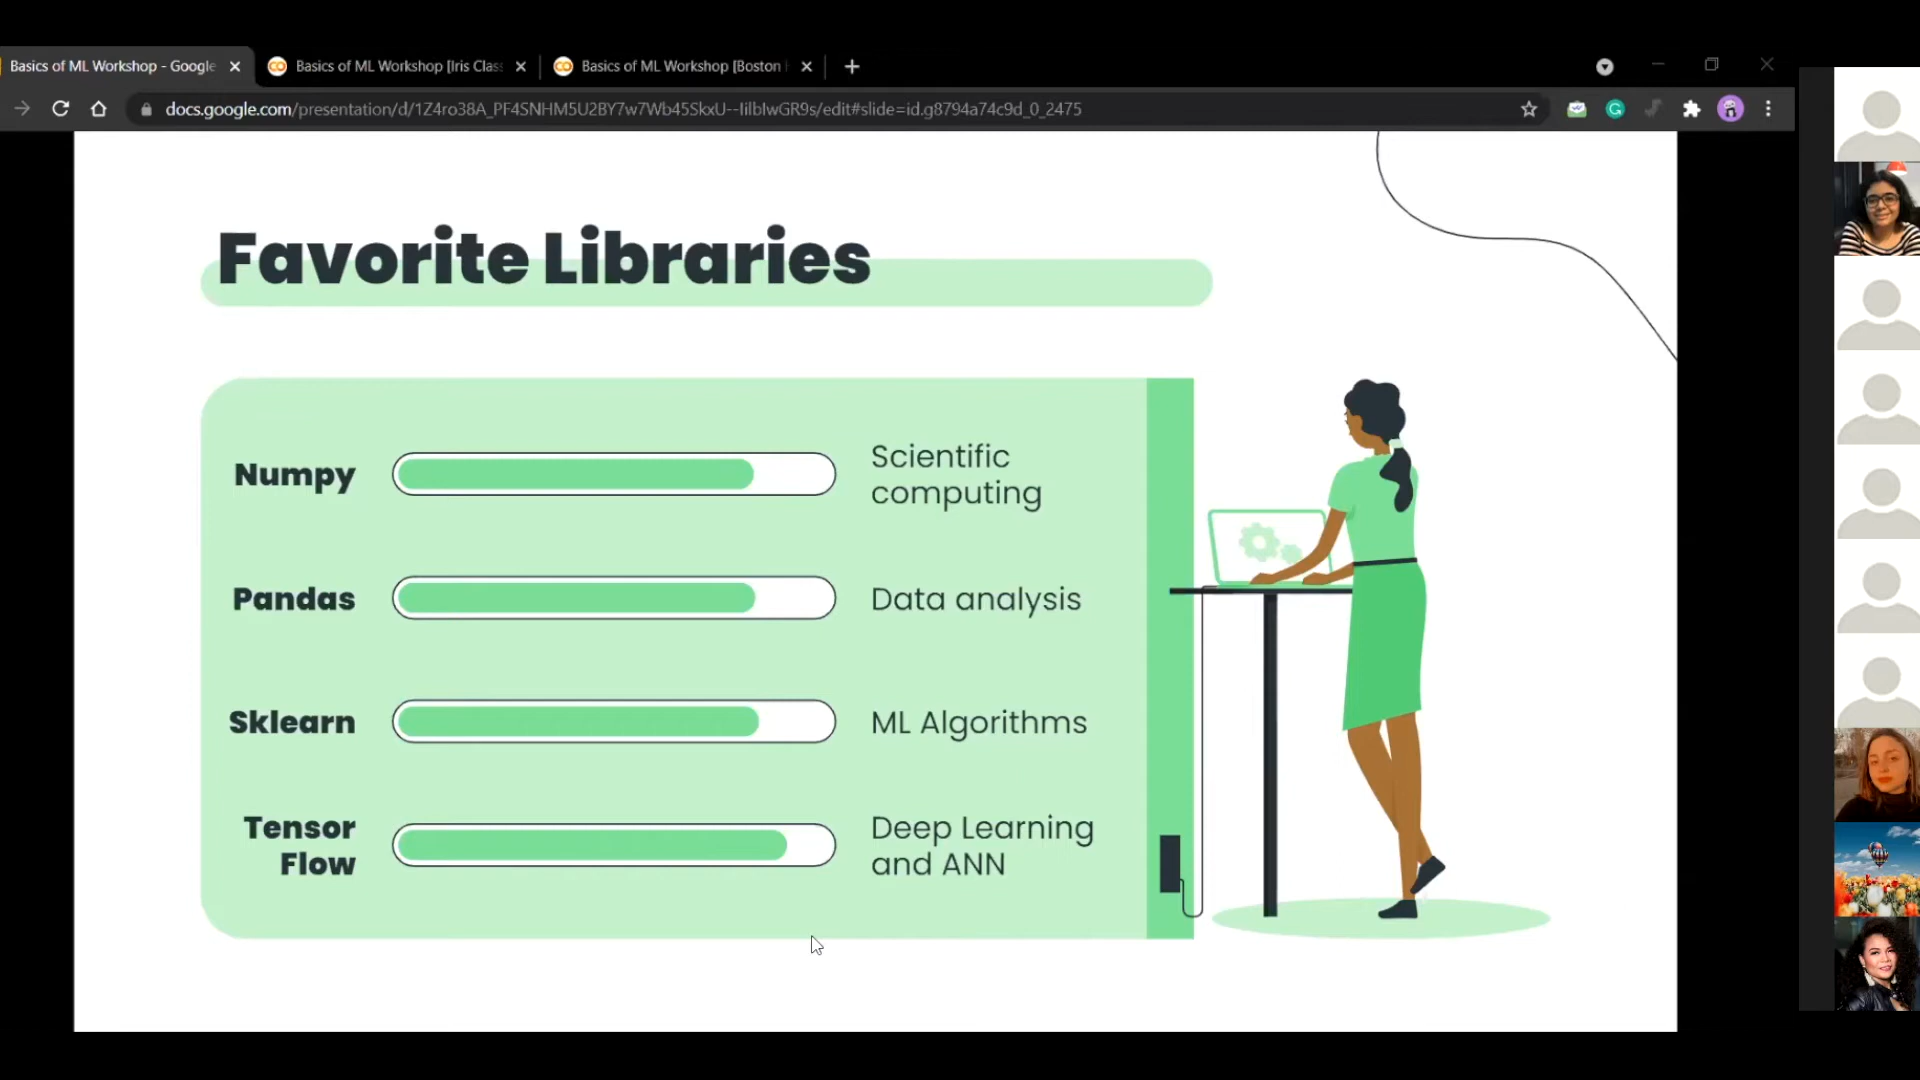 Basics of ML Workshop - Google
Basics of ML Workshop [Iris Clas
Basics of ML Workshop [Boston
docs.google.com/presentation/d/1Z4ro38A_PF4SNHM5U2BY7w7Wb45SkxU--IilbIwGR9s/edit#slide=id.g8794a74c9d_0_2475
Favorite Libraries
Numpy
Scientific
computing
Pandas
Data analysis
Sklearn
ML Algorithms
Tensor
Flow
Deep Learning
and ANN